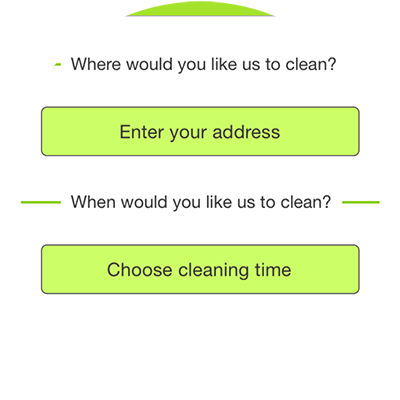 Where would you like us to clean?
Enter your address
When would you like us to clean?
Choose cleaning time